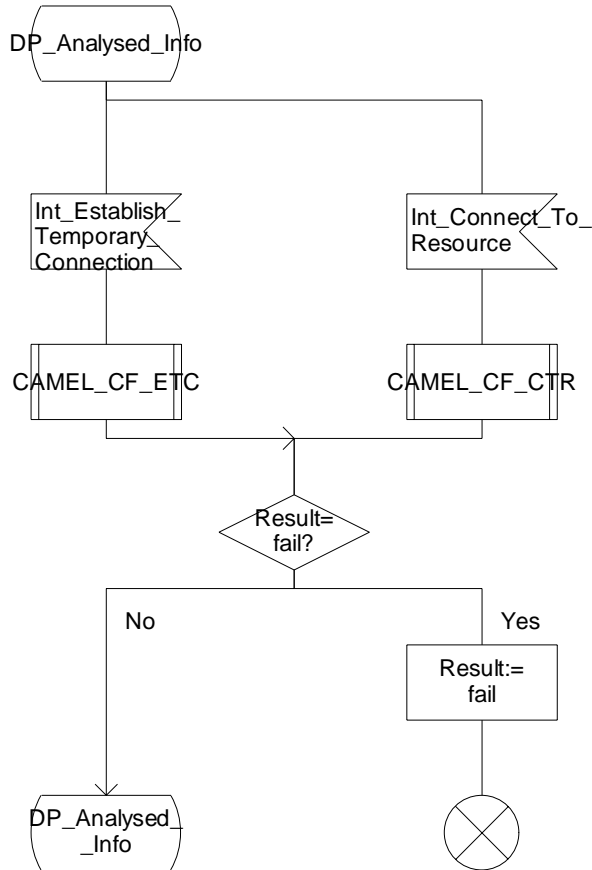 DP_Analysed_Info
Int_Establish_
Temporary_
Connection
Int_Connect_To_
Resource
CAMEL_CF_ETC
CAMEL_CF_CTR
Result=
fail?
No
Yes
Result:=
fail
DP_Analysed_
_Info